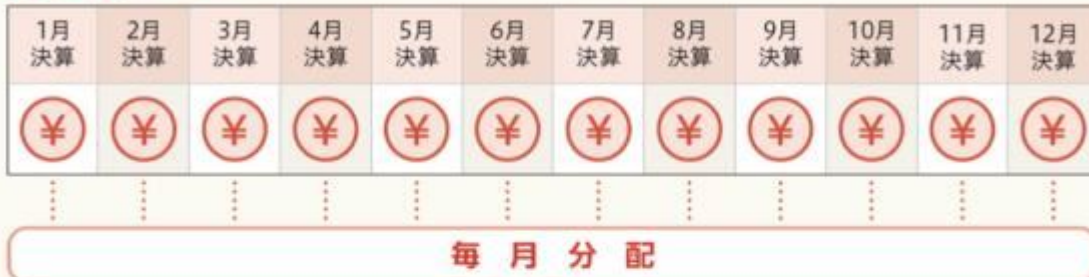 1月 2月 3月 4月 5月 6月 7月 8月 9月 10月 11月 12月
決算 決算 決算 決算 決算 決算 決算 決算 決算 決算 決算 決算
¥ ¥ ¥ ¥ ¥ ¥ ¥ ¥ ¥ ¥ ¥ ¥
毎月分配